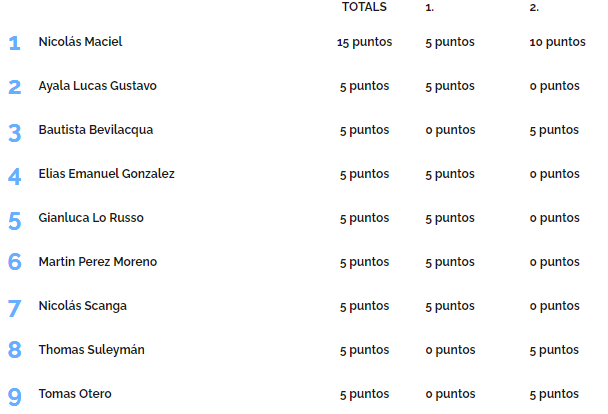 TOTALS 1. 2.
1 Nicolás Maciel 15 puntos 5 puntos 10 puntos
2 Ayala Lucas Gustavo 5 puntos 5 puntos 0 puntos
3 Bautista Bevilacqua 5 puntos 0 puntos 5 puntos
4 Elias Emanuel Gonzalez 5 puntos 5 puntos 0 puntos
5 Gianluca Lo Russo 5 puntos 5 puntos 0 puntos
6 Martin Perez Moreno 5 puntos 5 puntos 0 puntos
7 Nicolás Scanga 5 puntos 5 puntos 0 puntos
8 Thomas Suleymán 5 puntos 0 puntos 5 puntos
9 Tomas Otero 5 puntos 0 puntos 5 puntos